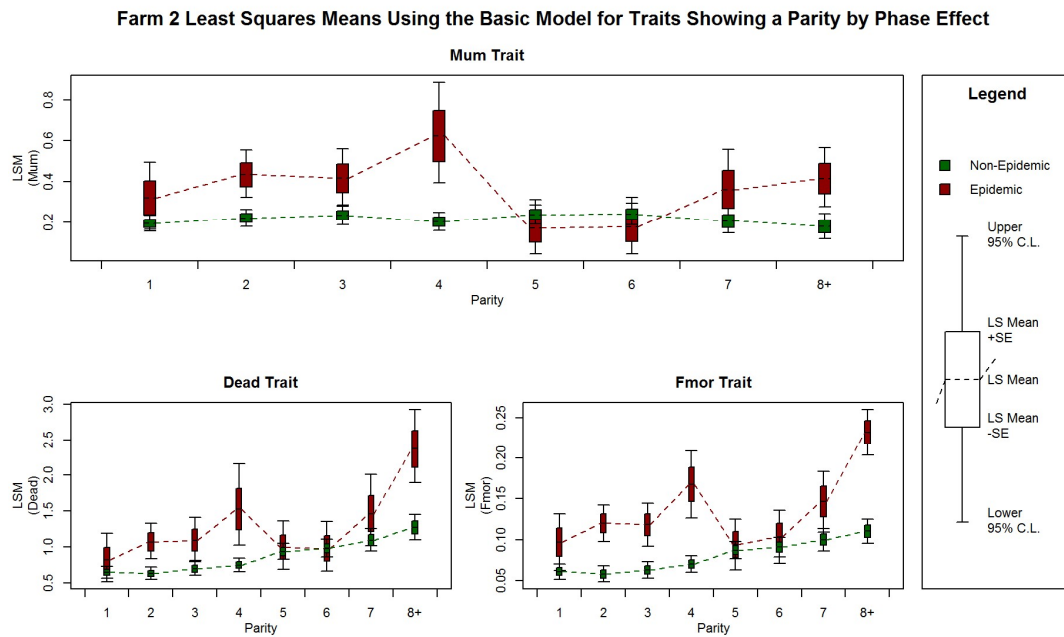 Farm 2 Least Squares Means Using the Basic Model for Traits Showing a Parity by Phase Effect
Mum Trait
LSM
(Mum)
0.8
0.6
0.4
0.2
1 2 3 4 5 6 7 8+
Parity
Dead Trait
LSM
(Dead)
3.0
2.5
2.0
1.5
1.0
0.5
1 2 3 4 5 6 7 8+
Parity
Fmor Trait
LSM
(Fmor)
0.25
0.20
0.15
0.10
0.05
1 2 3 4 5 6 7 8+
Parity
Legend
Non-Epidemic
Epidemic
Upper
95% C.L.
LS Mean
+SE
LS Mean
LS Mean
-SE
Lower
95% C.L.